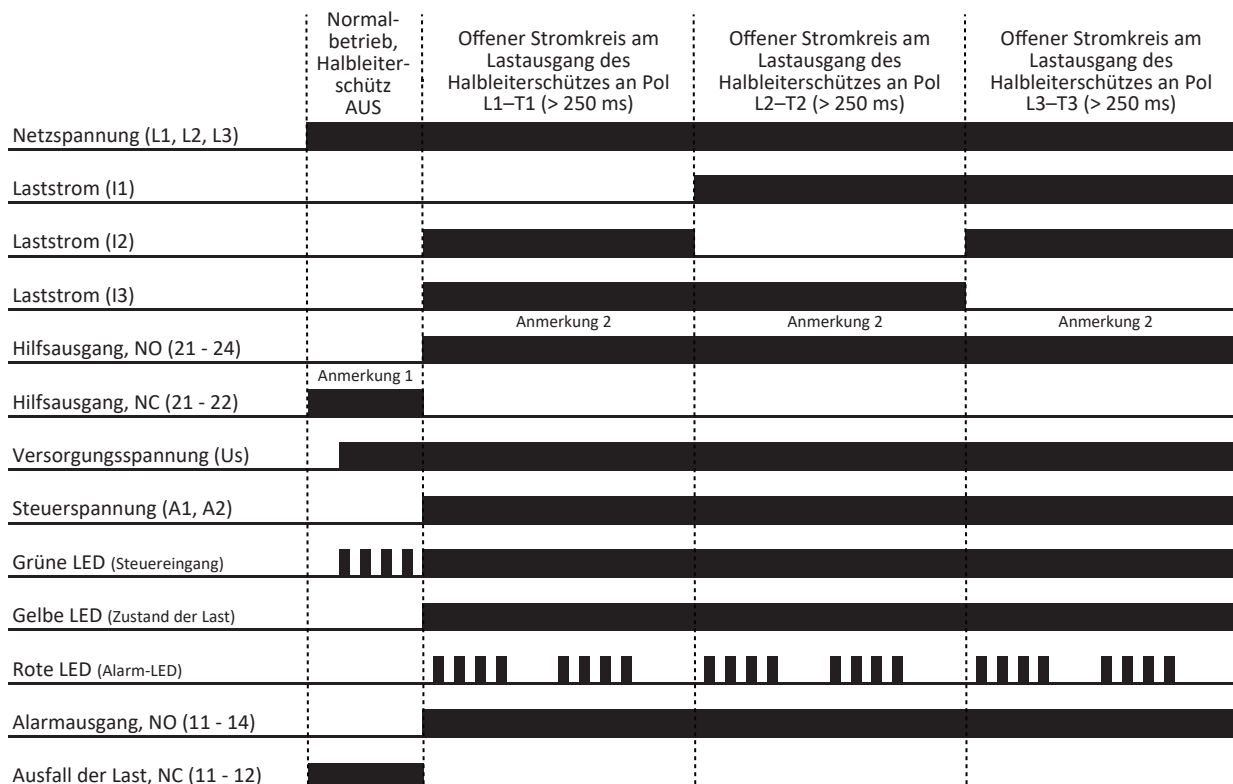 Normal-
betrieb,
Halbleiter-
schütz
AUS
Offener Stromkreis am
Lastausgang des
Halbleiterschützes an Pol
L1–T1 (> 250 ms)
Offener Stromkreis am
Lastausgang des
Halbleiterschützes an Pol
L2–T2 (> 250 ms)
Offener Stromkreis am
Lastausgang des
Halbleiterschützes an Pol
L3–T3 (> 250 ms)
Netzspannung (L1, L2, L3)
Laststrom (I1)
Laststrom (I2)
Laststrom (I3)
Anmerkung 2 Anmerkung 2 Anmerkung 2
Hilfsausgang, NO (21 - 24)
Anmerkung 1
Hilfsausgang, NC (21 - 22)
Versorgungsspannung (Us)
Steuerspannung (A1, A2)
Grüne LED (Steuereingang)
Gelbe LED (Zustand der Last)
Rote LED (Alarm-LED)
Alarmausgang, NO (11 - 14)
Ausfall der Last, NC (11 - 12)